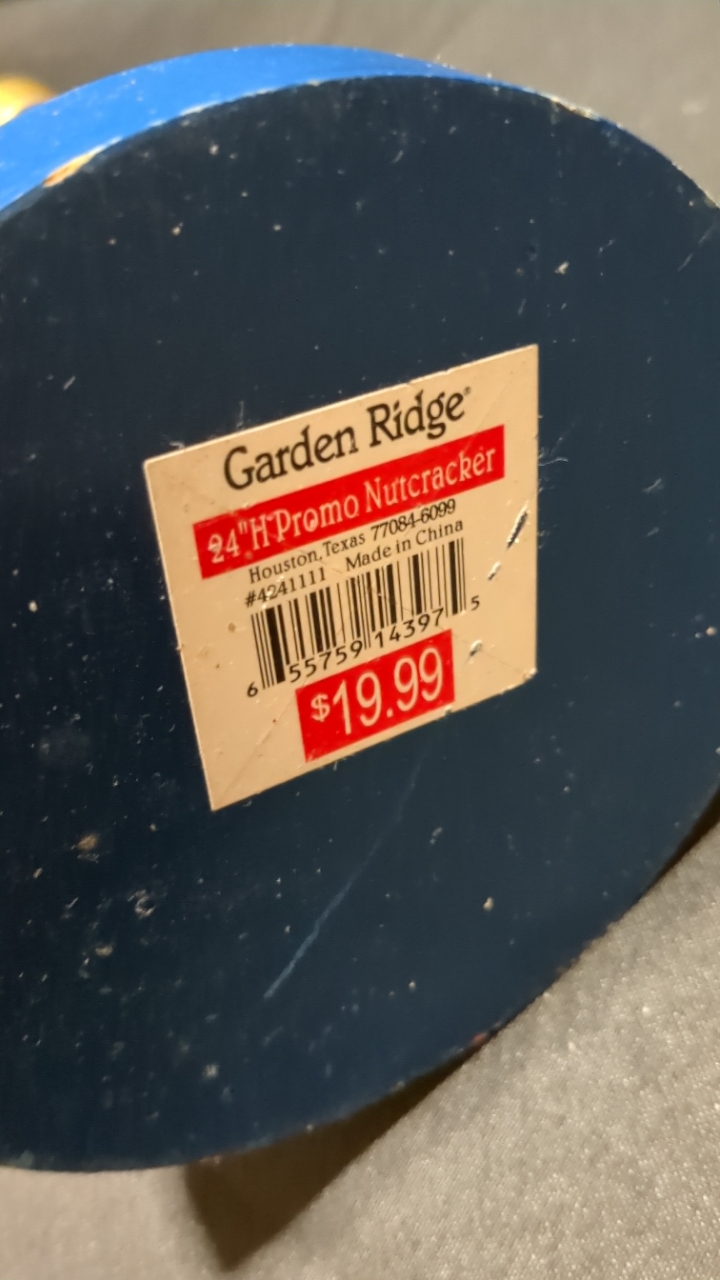 Garden Ridge®
24"H Promo Nutcracker
Houston, Texas 77084-6099
#4241111 Made in China
6 55759 14397 5
$19.99